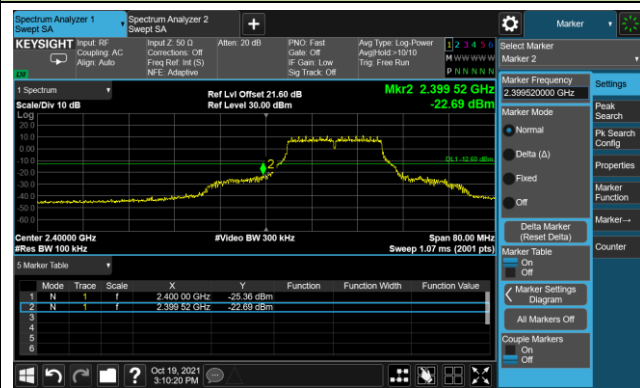 Spectrum Analyzer 1
Swept SA
Spectrum Analyzer 2
Swept SA
+
Marker
KEYSIGHT
Input: RF
Coupling: AC
Align: Auto
Input Z: 50 Ω
Corrections: Off
Freq Ref: Int (S)
NFE: Adaptive
Atten: 20 dB
PNO: Fast
Gate: Off
IF Gain: Low
Sig Track: Off
Avg Type: Log-Power
Avg|Hold:>10/10
Trig: Free Run
1 2 3 4 5 6
M W W W W W
P N N N N N
LXI
Select Marker
Marker 2
1 Spectrum
Scale/Div 10 dB
Ref Lvl Offset 21.60 dB
Ref Level 30.00 dBm
Mkr2 2.399 52 GHz
-22.69 dBm
Log
20.0
10.0
0.00
-10.0
-20.0
-30.0
-40.0
-50.0
-60.0
2
DL1 -12.60 dBm
Center 2.40000 GHz
#Res BW 100 kHz
#Video BW 300 kHz
Span 80.00 MHz
Sweep 1.07 ms (2001 pts)
5 Marker Table
Mode Trace Scale X Y Function Function Width Function Value
1 N 1 f 2.400 00 GHz -25.36 dBm
2 N 1 f 2.399 52 GHz -22.69 dBm
3
4
5
6
Marker Frequency
2.399520000 GHz
Marker Mode
Normal
Delta (Δ)
Fixed
Off
Delta Marker
(Reset Delta)
Marker Table
On
Off
Marker Settings
Diagram
All Markers Off
Couple Markers
On
Off
Settings
Peak
Search
Pk Search
Config
Properties
Marker
Function
Marker→
Counter
?
Oct 19, 2021
3:10:20 PM